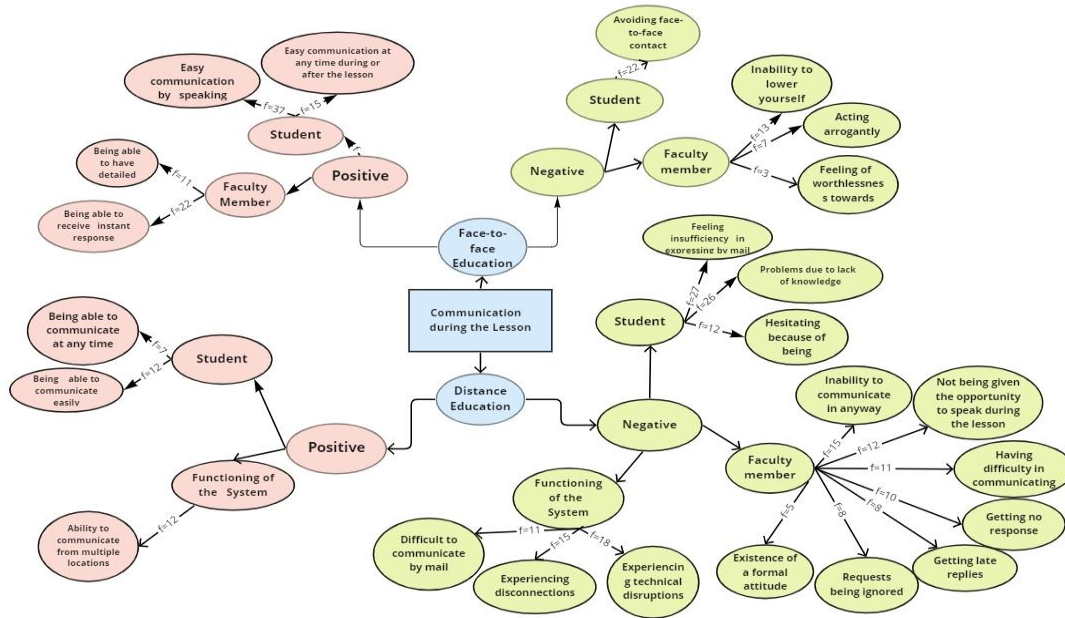 Avoiding face-
to-face
contact
f=22
Student
Easy communication at
any time during or
after the lesson
Easy
communication
by speaking
f=37
f=15
Student
f
Being able
to have
detailed
f=11
Faculty
Member
Positive
Being able to
receive instant
response
f=22
Negative
Faculty
member
Inability to
lower
yourself
f=13
Acting
arrogantly
f=7
f=3
Feeling of
worthlessnes
s towards
Face-to-
face
Education
Communication
during the Lesson
Distance
Education
Feeling
insufficiency in
expressing by mail
Problems due to lack
of knowledge
f=27
f=26
Student
f=12
Hesitating
because of
being
Being able to
communicate
at any time
f=7
Student
Being able to
communicate
easily
f=12
Positive
Functioning of
the System
f=12
Ability to
communicate
from multiple
locations
Negative
Functioning
of the
System
f=11
f=15
f=18
Difficult to
communicate
by mail
Experiencing
disconnections
Experiencin
g technical
disruptions
Faculty
member
Inability to
communicate
in anyway
f=15
Not being given
the opportunity
to speak during
the lesson
f=12
f=11
Having
difficulty in
communicating
f=10
Getting no
response
f=8
Getting late
replies
f=8
Requests
being ignored
f=5
Existence of
a formal
attitude